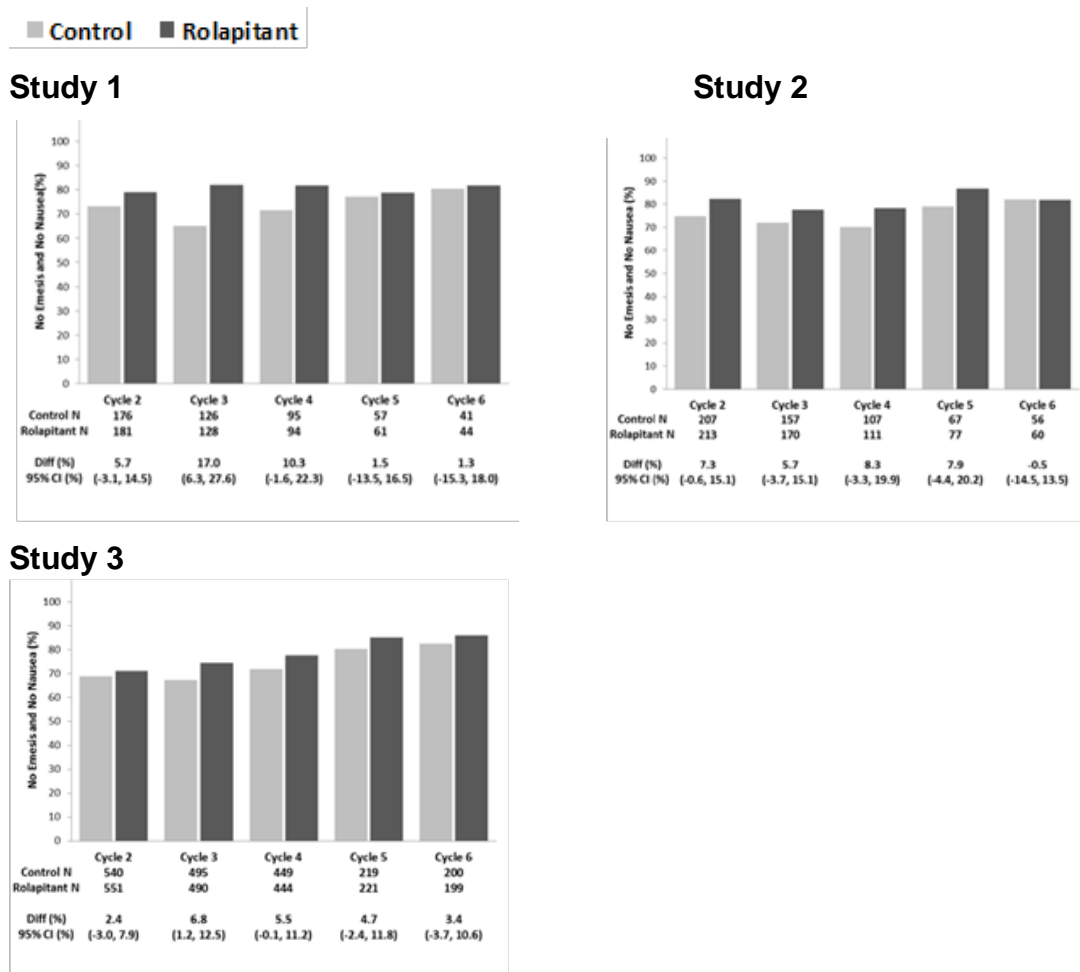 Control Rolapitant
Study 1
No Emesis and No Nausea(%)
100
90
80
70
60
50
40
30
20
10
0
Cycle 2 Cycle 3 Cycle 4 Cycle 5 Cycle 6
Control N 176 126 95 57 41
Rolapitant N 181 128 94 61 44
Diff (%) 5.7 17.0 10.3 1.5 1.3
95% CI (%) (-3.1, 14.5) (6.3, 27.6) (-1.6, 22.3) (-13.5, 16.5) (-15.3, 18.0)
Study 2
No Emesis and No Nausea (%)
100
90
80
70
60
50
40
30
20
10
0
Cycle 2 Cycle 3 Cycle 4 Cycle 5 Cycle 6
Control N 207 157 107 67 56
Rolapitant N 213 170 111 77 60
Diff (%) 7.3 5.7 8.3 7.9 -0.5
95% CI (%) (-0.6, 15.1) (-3.7, 15.1) (-3.3, 19.9) (-4.4, 20.2) (-14.5, 13.5)
Study 3
No Emesis and No Nausea (%)
100
90
80
70
60
50
40
30
20
10
0
Cycle 2 Cycle 3 Cycle 4 Cycle 5 Cycle 6
Control N 540 495 449 219 200
Rolapitant N 551 490 444 221 199
Diff (%) 2.4 6.8 5.5 4.7 3.4
95% CI (%) (-3.0, 7.9) (1.2, 12.5) (-0.1, 11.2) (-2.4, 11.8) (-3.7, 10.6)